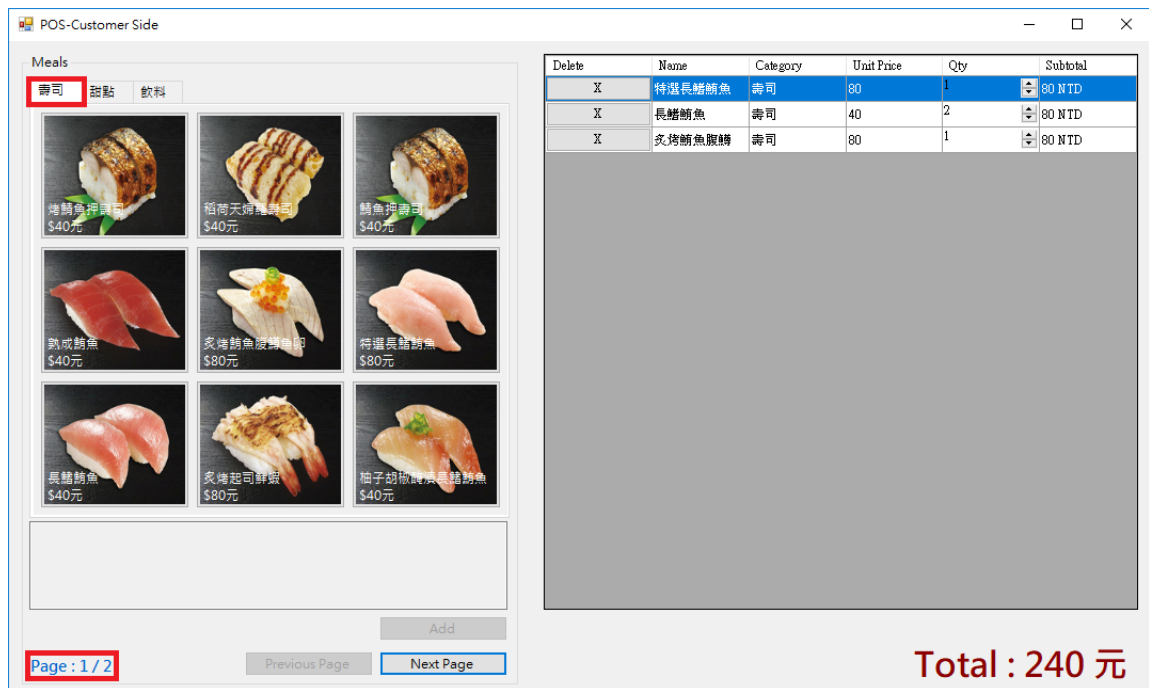 POS-Customer Side
Meals
壽司 甜點 飲料
烤鯖魚押壽司
$40元
稻荷天婦羅壽司
$40元
鯖魚押壽司
$40元
熟成鮪魚
$40元
炙烤鮪魚腹鱒魚卵
$80元
特選長鰭鮪魚
$80元
長鰭鮪魚
$40元
炙烤起司鮮蝦
$80元
柚子胡椒醃漬長鰭鮪魚
$40元
Add
Page : 1 / 2 Previous Page Next Page
Delete Name Category Unit Price Qty Subtotal
X 特選長鰭鮪魚 壽司 80 1 80 NTD
X 長鰭鮪魚 壽司 40 2 80 NTD
X 炙烤鮪魚腹鱒 壽司 80 1 80 NTD
Total : 240 元